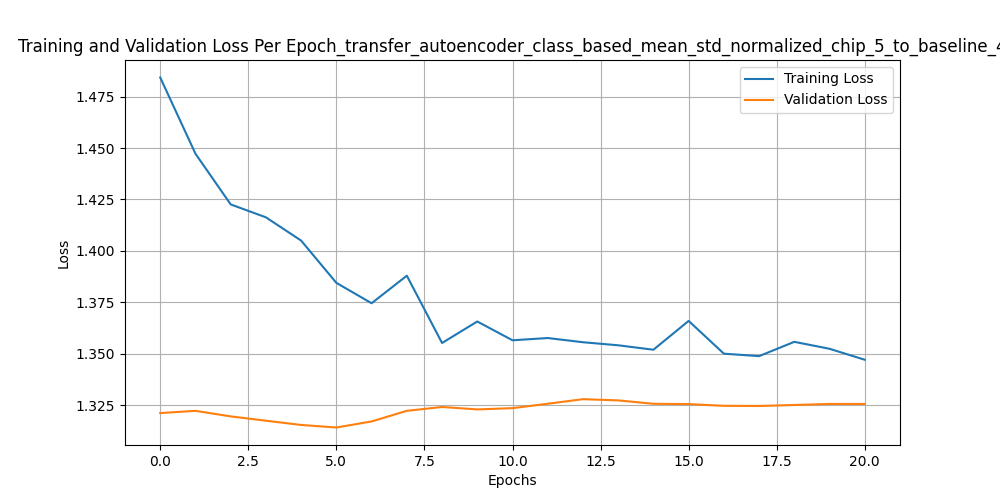 Training and Validation Loss Per Epoch_transfer_autoencoder_class_based_mean_std_normalized_chip_5_to_baseline_4
Training Loss
Validation Loss
1.475
1.450
1.425
1.400
1.375
1.350
1.325
Loss
0.0 2.5 5.0 7.5 10.0 12.5 15.0 17.5 20.0
Epochs